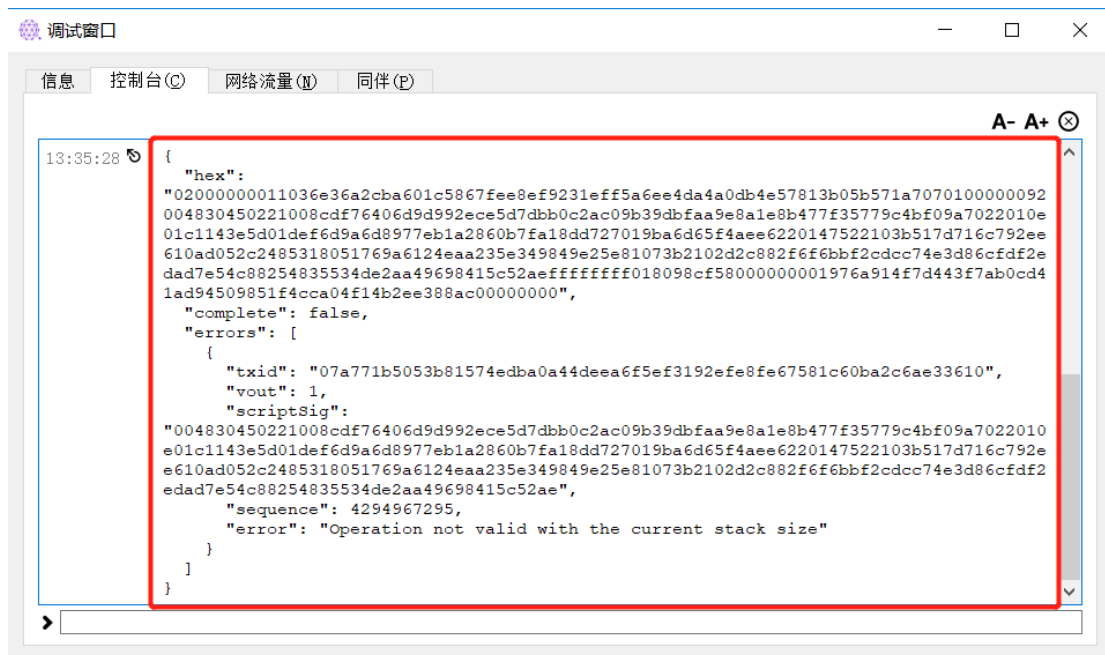 调试窗口
信息 控制台(C) 网络流量(N) 同伴(P)
A- A+
13:35:28 {
"hex":
"02000000011036e36a2cba601c5867fee8ef9231eff5a6ee4da4a0db4e57813b05b571a7070100000092
004830450221008cdf76406d9d992ece5d7dbb0c2ac09b39dbfaa9e8a1e8b477f35779c4bf09a7022010e
01c1143e5d01def6d9a6d8977eb1a2860b7fa18dd727019ba6d65f4aee6220147522103b517d716c792ee
610ad052c2485318051769a6124eaa235e349849e25e81073b2102d2c882f6f6bbf2cdcc74e3d86cfdf2e
dad7e54c88254835534de2aa49698415c52aeffffffff018098cf58000000001976a914f7d443f7ab0cd4
1ad94509851f4cca04f14b2ee388ac00000000",
"complete": false,
"errors": [
{
"txid": "07a771b5053b81574edba0a44deea6f5ef3192efe8fe67581c60ba2c6ae33610",
"vout": 1,
"scriptSig":
"004830450221008cdf76406d9d992ece5d7dbb0c2ac09b39dbfaa9e8a1e8b477f35779c4bf09a7022010
e01c1143e5d01def6d9a6d8977eb1a2860b7fa18dd727019ba6d65f4aee6220147522103b517d716c792e
e610ad052c2485318051769a6124eaa235e349849e25e81073b2102d2c882f6f6bbf2cdcc74e3d86cfdf2
edad7e54c88254835534de2aa49698415c52ae",
"sequence": 4294967295,
"error": "Operation not valid with the current stack size"
}
]
}